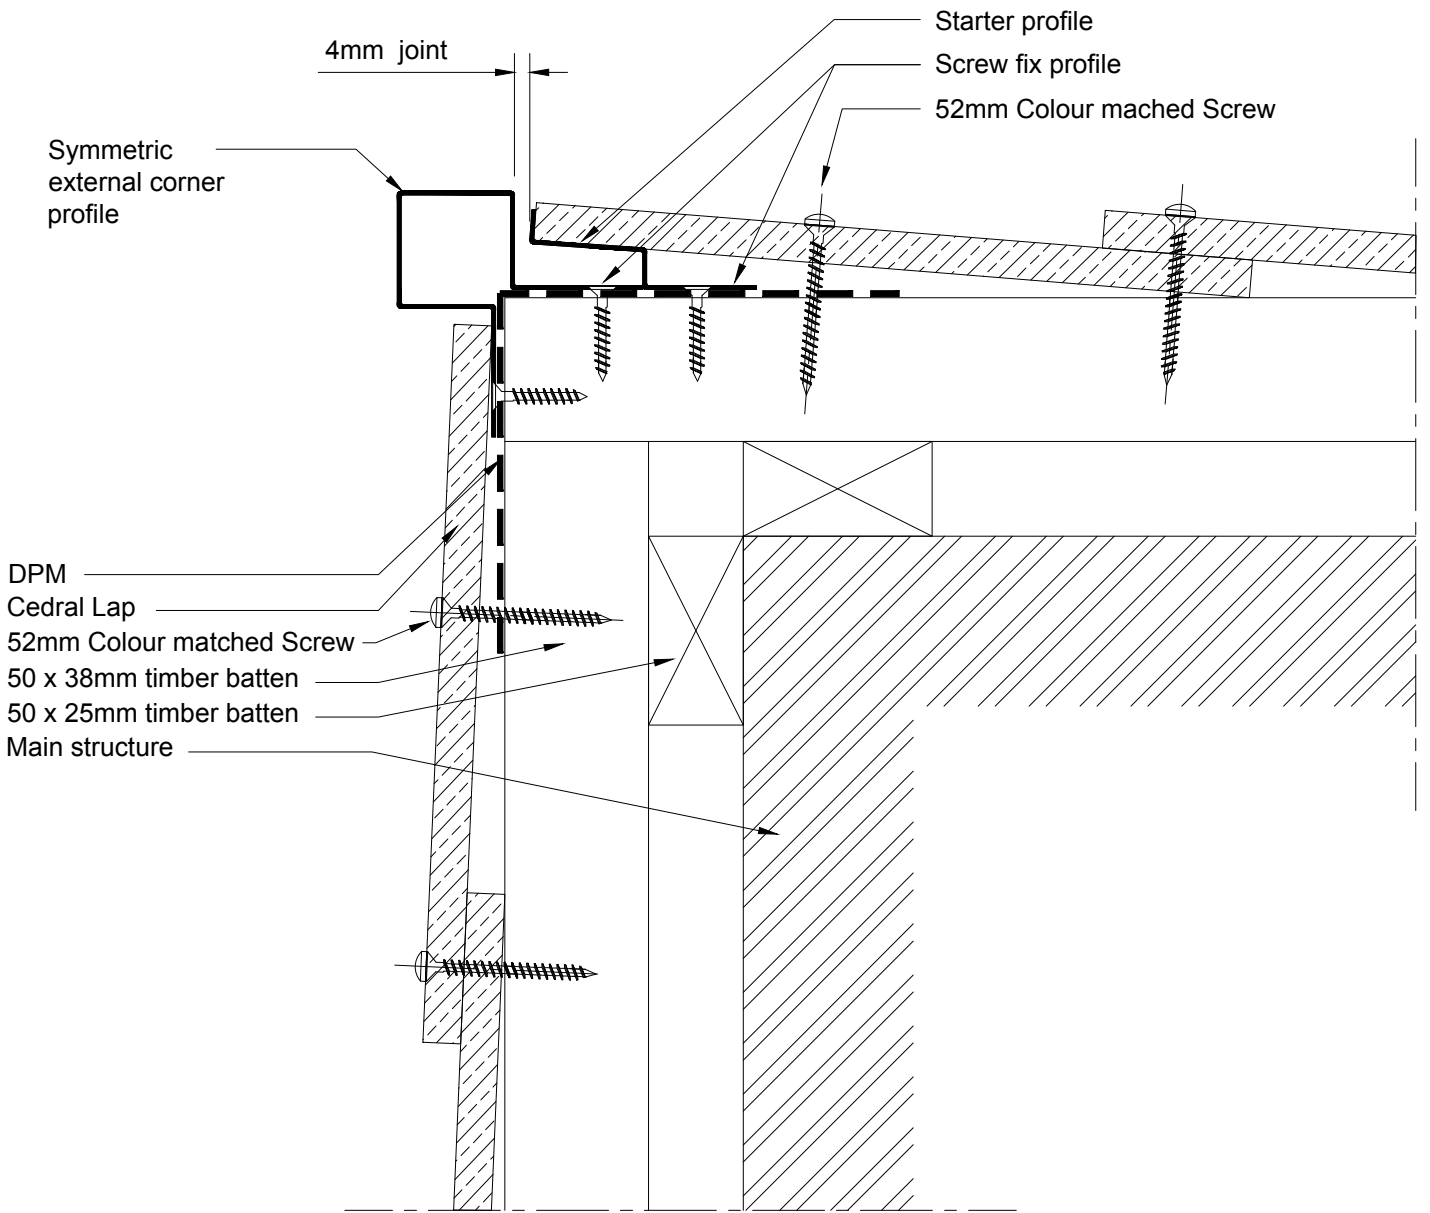 Starter profile
4mm joint
Screw fix profile
52mm Colour mached Screw
Symmetric
external corner
profile
DPM
Cedral Lap
52mm Colour matched Screw
50 x 38mm timber batten
50 x 25mm timber batten
Main structure